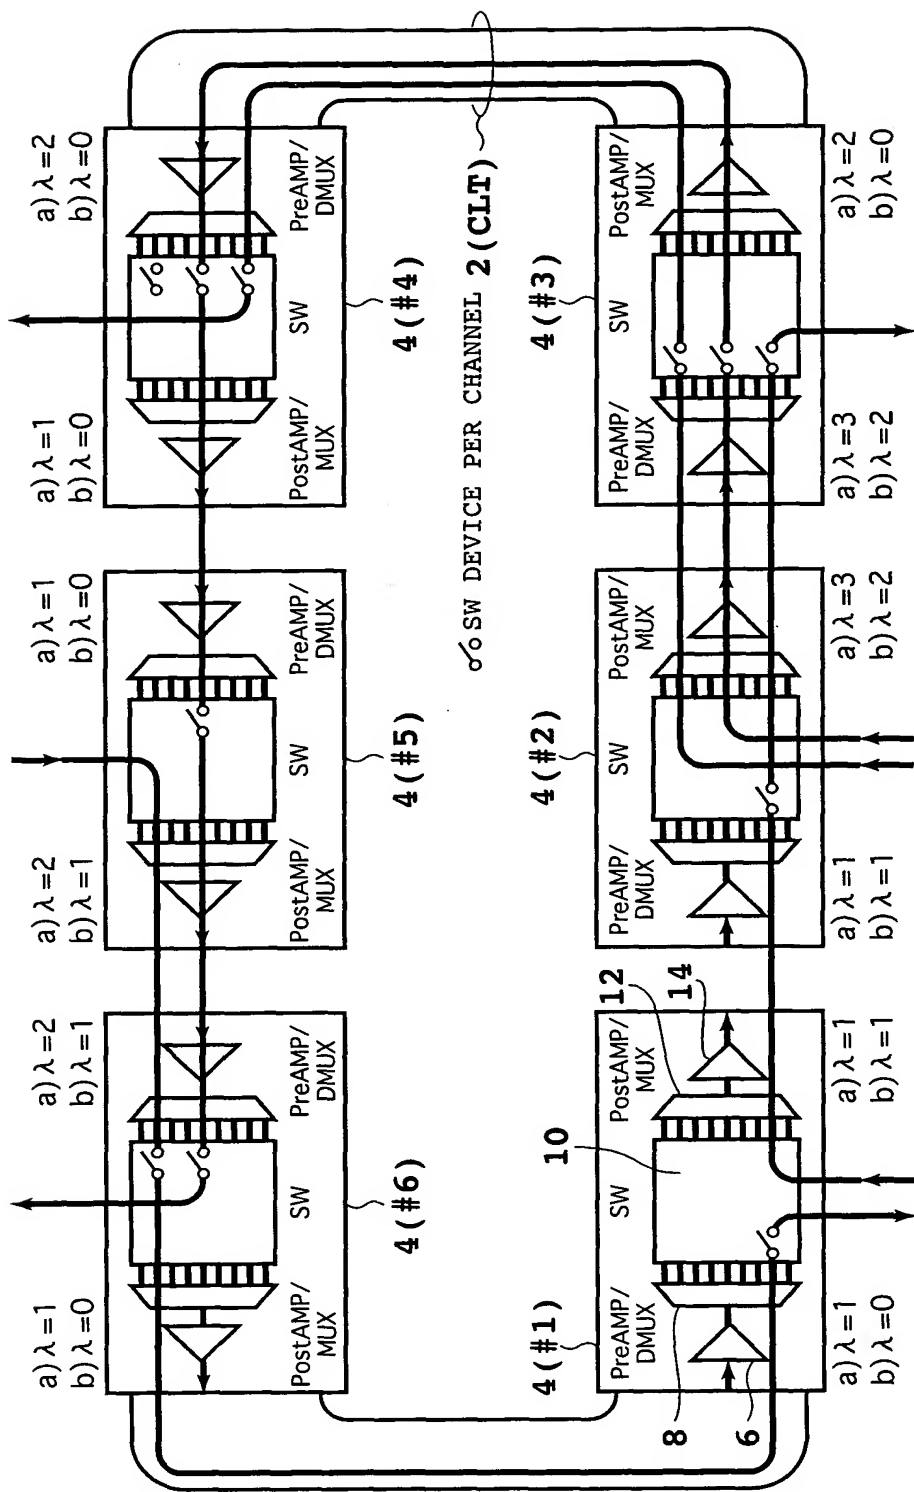 a)λ=1
b)λ=0
a)λ=2
b)λ=1
a)λ=2
b)λ=1
a)λ=1
b)λ=0
a)λ=1
b)λ=0
a)λ=2
b)λ=0
PostAMP/
MUX
SW
PreAMP/
DMUX
PostAMP/
MUX
SW
PreAMP/
DMUX
PostAMP/
MUX
SW
PreAMP/
DMUX
4(#6)
4(#5)
4(#4)
SW DEVICE PER CHANNEL
2(CLT)
4(#1)
4(#2)
4(#3)
PreAMP/
DMUX
SW
PostAMP/
MUX
PreAMP/
DMUX
SW
PostAMP/
MUX
PreAMP/
DMUX
SW
PostAMP/
MUX
8
6
10
12
14
a)λ=1
b)λ=0
a)λ=1
b)λ=1
a)λ=1
b)λ=1
a)λ=3
b)λ=2
a)λ=3
b)λ=2
a)λ=2
b)λ=0